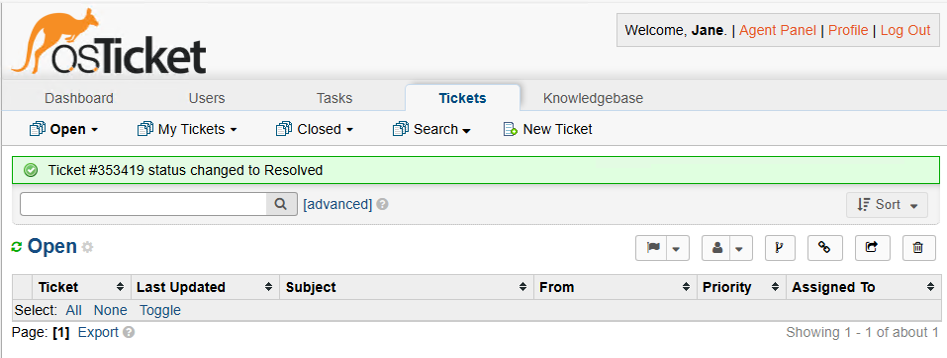 osTicket
Welcome, Jane. | Agent Panel | Profile | Log Out
Dashboard Users Tasks Tickets Knowledgebase
Open My Tickets Closed Search New Ticket
Ticket #353419 status changed to Resolved
[advanced] ? Sort
Open
Ticket Last Updated Subject From Priority Assigned To
Select: All None Toggle
Page: [1] Export ? Showing 1 - 1 of about 1